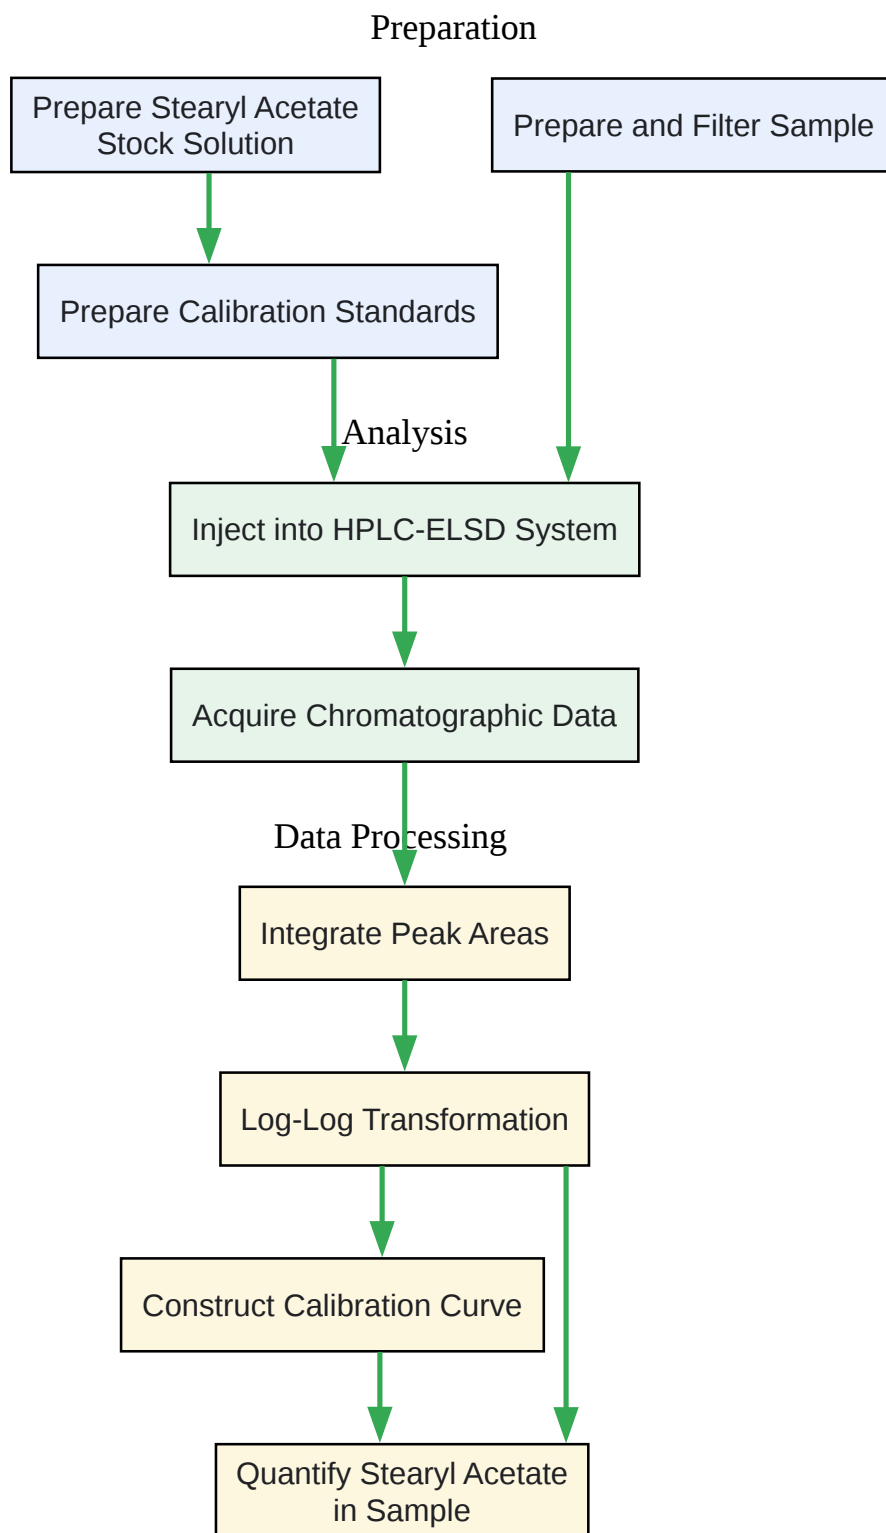 Preparation
Prepare Stearyl Acetate
Stock Solution
Prepare and Filter Sample
Prepare Calibration Standards
Analysis
Inject into HPLC-ELSD System
Acquire Chromatographic Data
Data Processing
Integrate Peak Areas
Log-Log Transformation
Construct Calibration Curve
Quantify Stearyl Acetate
in Sample